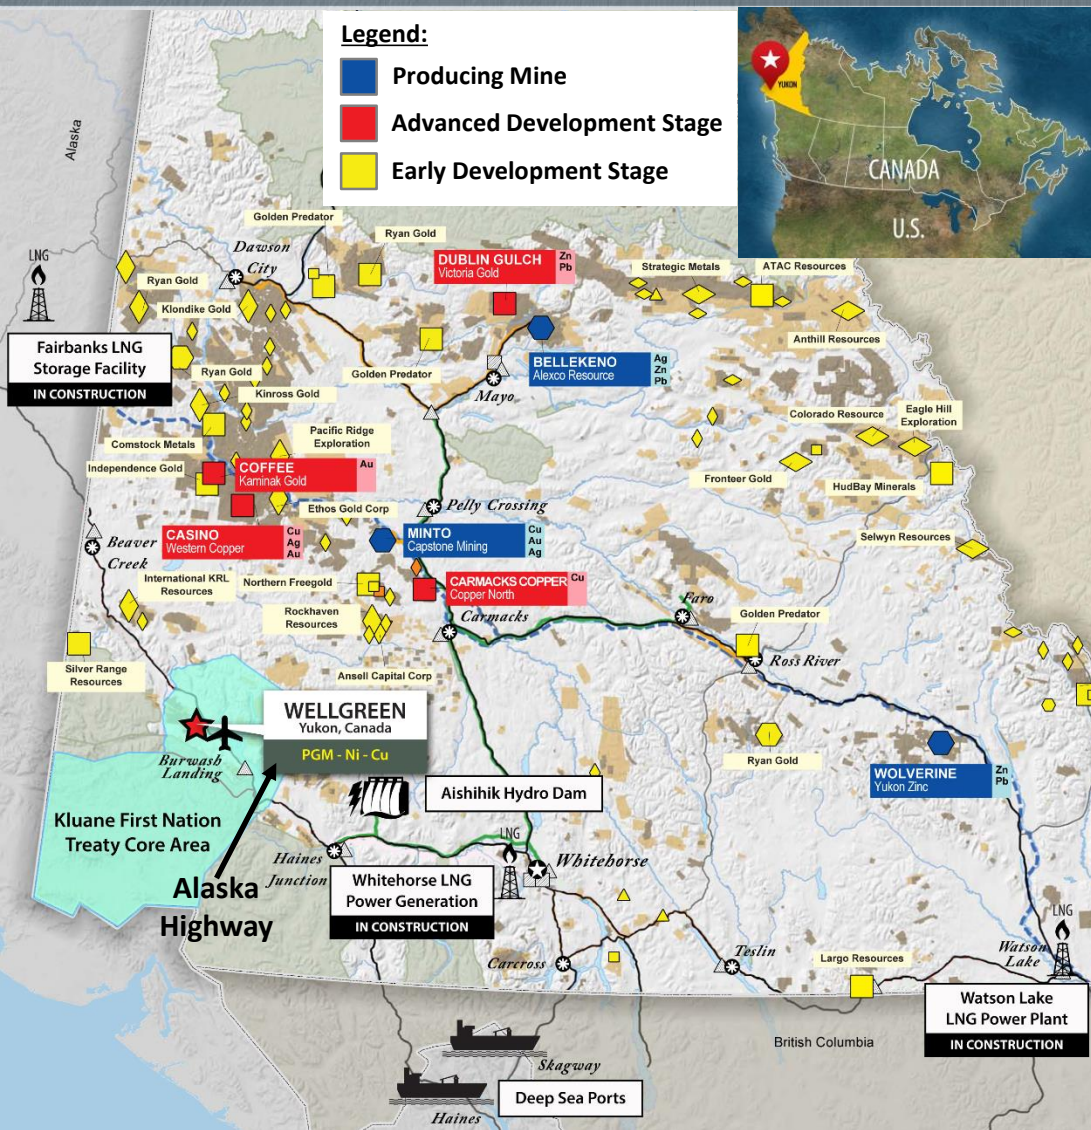 Legend:
Producing Mine
Advanced Development Stage
Early Development Stage
YUKON
CANADA
U.S.
Alaska
LNG
Fairbanks LNG
Storage Facility
IN CONSTRUCTION
Golden Predator
Ryan Gold
Dawson
City
Ryan Gold
Klondike Gold
DUBLIN GULCH
Victoria Gold
Zn
Pb
Strategic Metals
ATAC Resources
Anthill Resources
Golden Predator
BELLEKENO
Alexco Resource
Ag
Zn
Pb
Mayo
Ryan Gold
Kinross Gold
Comstock Metals
Pacific Ridge
Exploration
Colorado Resource
Eagle Hill
Exploration
Independence Gold
COFFEE
Kaminak Gold
Au
Fronteer Gold
HudBay Minerals
Ethos Gold Corp
Pelly Crossing
Selwyn Resources
Beaver
Creek
CASINO
Western Copper
Cu
Ag
Au
MINTO
Capstone Mining
Cu
Au
Ag
International KRL
Resources
Northern Freegold
CARMACKS COPPER
Copper North
Cu
Rockhaven
Resources
Carmacks
Faro
Golden Predator
Ross River
Silver Range
Resources
Ansell Capital Corp
WELLGREEN
Yukon, Canada
PGM - Ni - Cu
Burwash
Landing
Ryan Gold
WOLVERINE
Yukon Zinc
Zn
Pb
Aishihik Hydro Dam
Kluane First Nation
Treaty Core Area
Alaska
Highway
Haines
Junction
LNG
Whitehorse
Whitehorse LNG
Power Generation
IN CONSTRUCTION
Carcross
Teslin
Largo Resources
Watson
Lake
LNG
Watson Lake
LNG Power Plant
IN CONSTRUCTION
British Columbia
Skagway
Deep Sea Ports
Haines